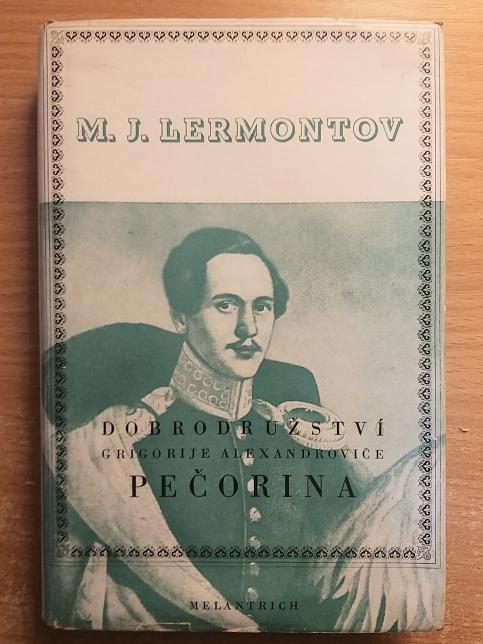 M. J. LERMONTOV
DOBRODRUŽSTVÍ
GRIGORIJE ALEXANDROVIČE
PEČORINA
MELANTRICH